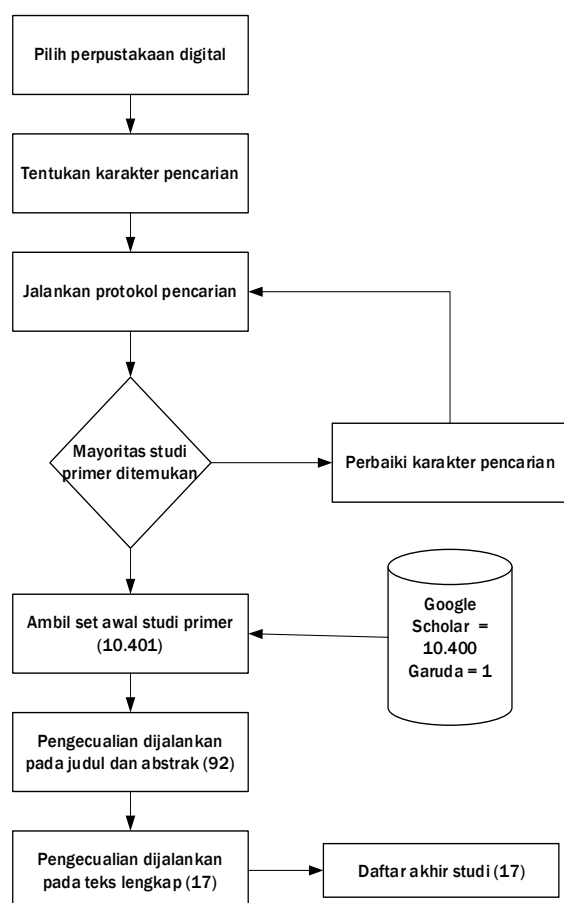 Pilih perpustakaan digital
Tentukan karakter pencarian
Jalankan protokol pencarian
Mayoritas studi
primer ditemukan
Perbaiki karakter pencarian
Google
Scholar =
10.400
Garuda = 1
Ambil set awal studi primer
(10.401)
Pengecualian dijalankan
pada judul dan abstrak (92)
Pengecualian dijalankan
pada teks lengkap (17)
Daftar akhir studi (17)